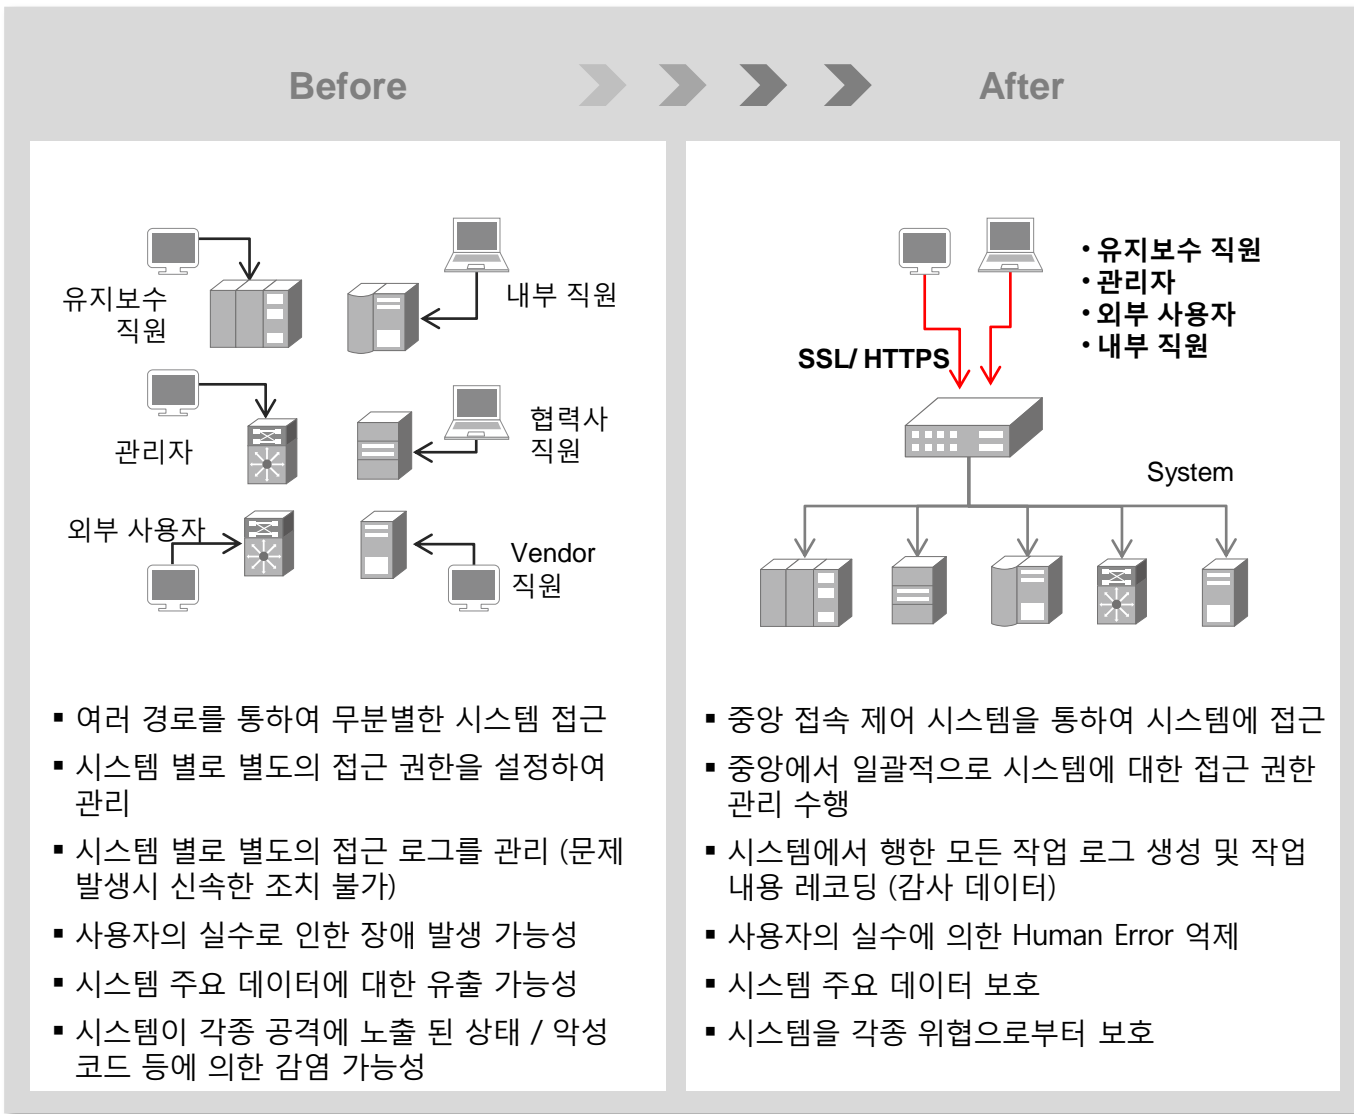 Before
After
유지보수
직원
내부 직원
관리자
협력사
직원
외부 사용자
Vendor
직원
▪ 여러 경로를 통하여 무분별한 시스템 접근
▪ 시스템 별로 별도의 접근 권한을 설정하여
관리
▪ 시스템 별로 별도의 접근 로그를 관리 (문제
발생시 신속한 조치 불가)
▪ 사용자의 실수로 인한 장애 발생 가능성
▪ 시스템 주요 데이터에 대한 유출 가능성
▪ 시스템이 각종 공격에 노출 된 상태 / 악성
코드 등에 의한 감염 가능성
• 유지보수 직원
• 관리자
• 외부 사용자
• 내부 직원
SSL/ HTTPS
System
▪ 중앙 접속 제어 시스템을 통하여 시스템에 접근
▪ 중앙에서 일괄적으로 시스템에 대한 접근 권한
관리 수행
▪ 시스템에서 행한 모든 작업 로그 생성 및 작업
내용 레코딩 (감사 데이터)
▪ 사용자의 실수에 의한 Human Error 억제
▪ 시스템 주요 데이터 보호
▪ 시스템을 각종 위협으로부터 보호